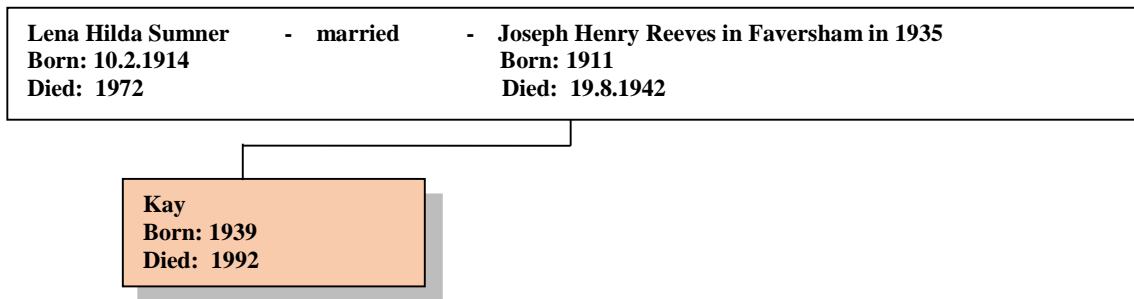 Lena Hilda Sumner - married - Joseph Henry Reeves in Faversham in 1935
Born: 10.2.1914 Born: 1911
Died: 1972 Died: 19.8.1942
Kay
Born: 1939
Died: 1992